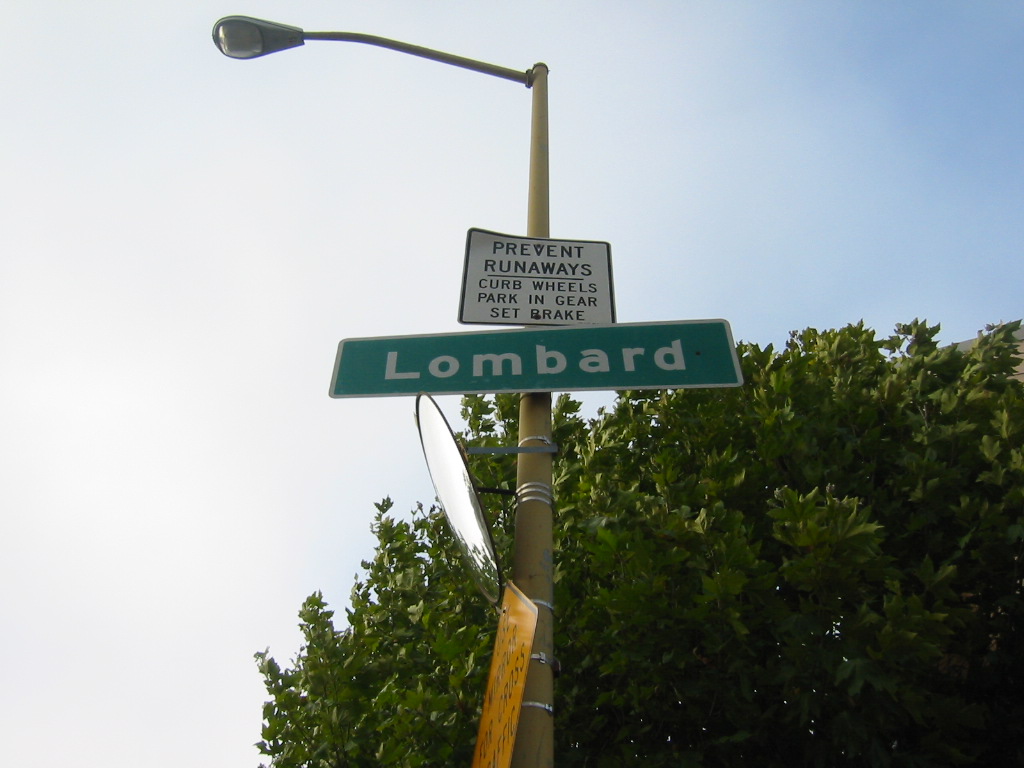 PREVENT
RUNAWAYS
CURB WHEELS
PARK IN GEAR
SET BRAKE
Lombard